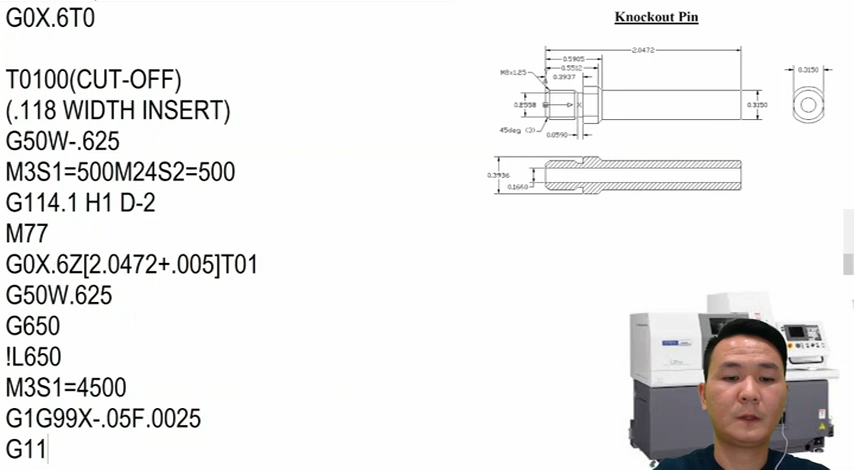 G0X.6T0
T0100(CUT-OFF)
(.118 WIDTH INSERT)
G50W-.625
M3S1=500M24S2=500
G114.1 H1 D-2
M77
G0X.6Z[2.0472+.005]T01
G50W.625
G650
!L650
M3S1=4500
G1G99X-.05F.0025
G11
Knockout Pin
2.0472
0.5905
0.5512
0.3937
M8x1.25
0.2558
X
45deg (3)
0.0590
0.3150
0.3150
0.3936
0.1660